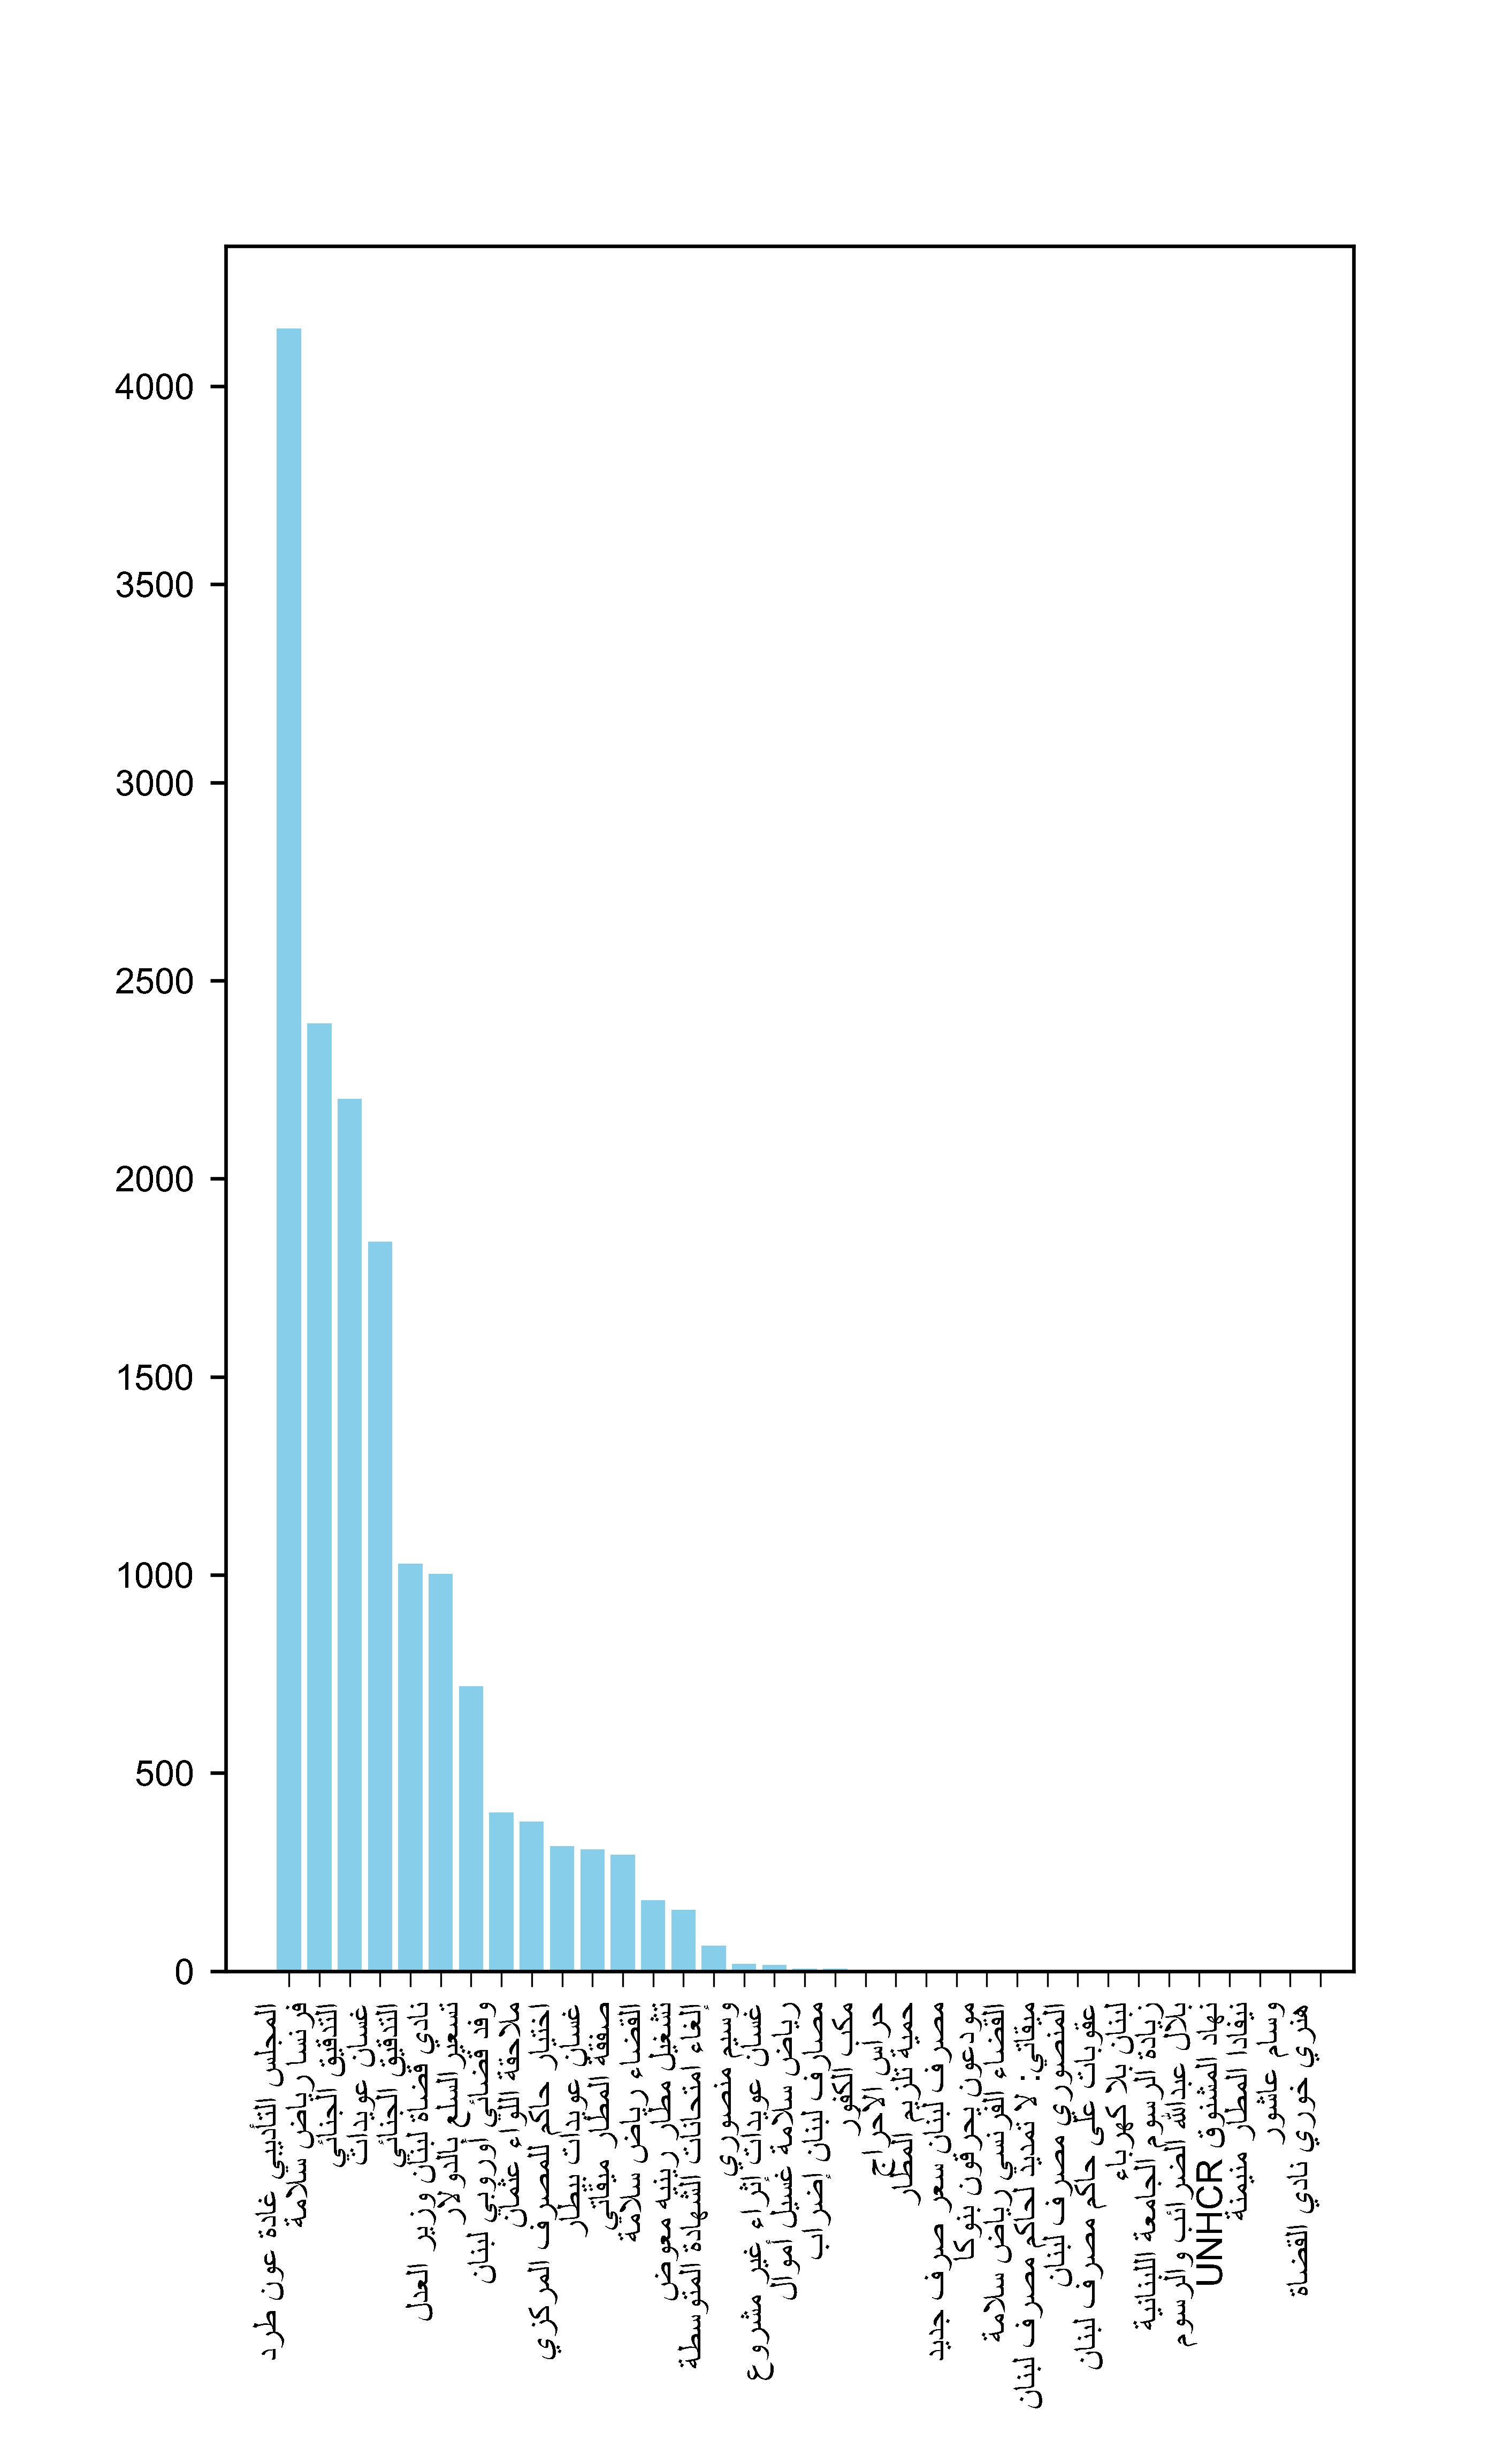 4000
3500
3000
2500
2000
1500
1000
500
0
المجلس التأديبي غادة عون طرد
فرنسا رياض سلامة
التدقيق الجنائي
غسان عويدات
التدقيق الجنائي
نادي قضاة لبنان وزير العدل
تسعير السلع بالدولار
وفد قضائي أوروبي لبنان
ملاحقة اللواء عثمان
اختيار حاكم للمصرف المركزي
غسان عويدات بيطار
صفقة المطار ميقاتي
القضاء رياض سلامة
تشغيل مطار رينيه معوض
إلغاء امتحانات الشهادة المتوسطة
وسيم منصوري
غسان عويدات إثراء غير مشروع
رياض سلامة غسيل أموال
مصارف لبنان إضراب
مكب الكفور
حراس الاحراج
حمية تلزيم المطار
مصرف لبنان سعر صرف جديد
مودعون يحرقون بنوكا
القضاء الفرنسي رياض سلامة
ميقاتي: لا تمديد لحاكم مصرف لبنان
المنصوري مصرف لبنان
عقوبات على حاكم مصرف لبنان
لبنان بلا كهرباء
زيادة الرسوم الجامعة اللبنانية
بلال عبدالله الضرائب والرسوم
نهاد المشنوق UNHCR
نيفادا المطار منيمنة
وسام عاشور
هنري خوري نادي القضاة